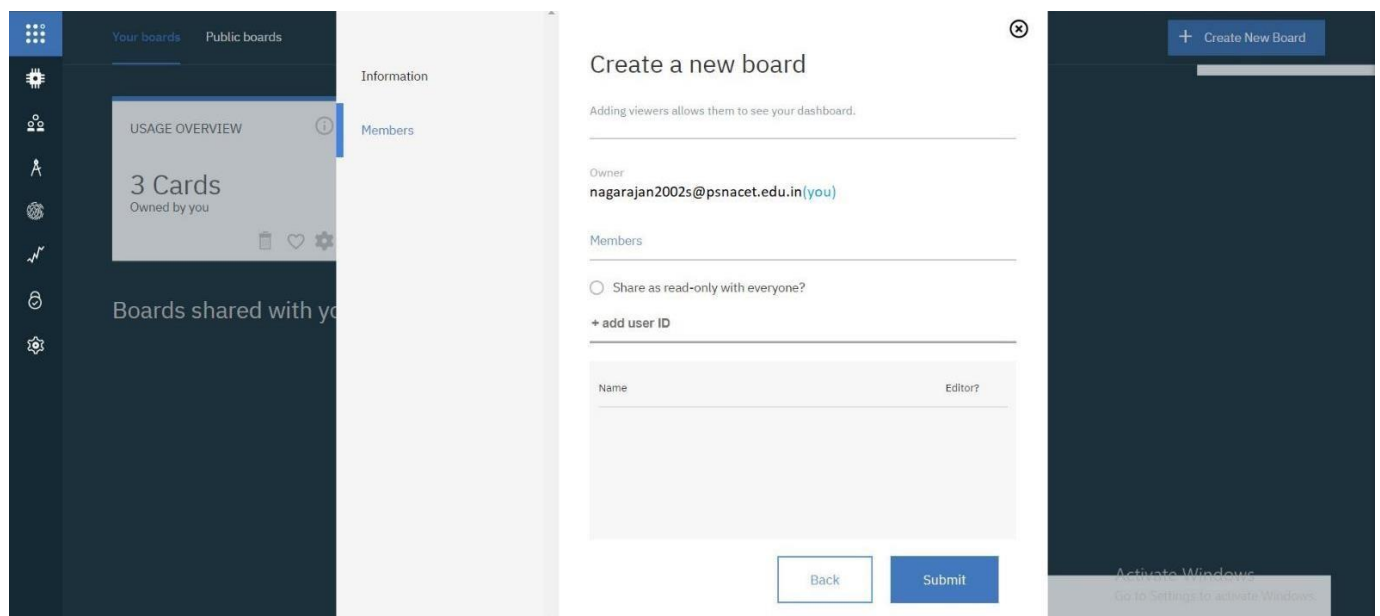 Your boards Public boards
+ Create New Board
USAGE OVERVIEW
3 Cards
Owned by you
Boards shared with yo
Information
Members
Create a new board
Adding viewers allows them to see your dashboard.
Owner
nagarajan2002s@psnacet.edu.in(you)
Members
Share as read-only with everyone?
+ add user ID
Name Editor?
Back Submit
Activate Windows
Go to Settings to activate Windows.